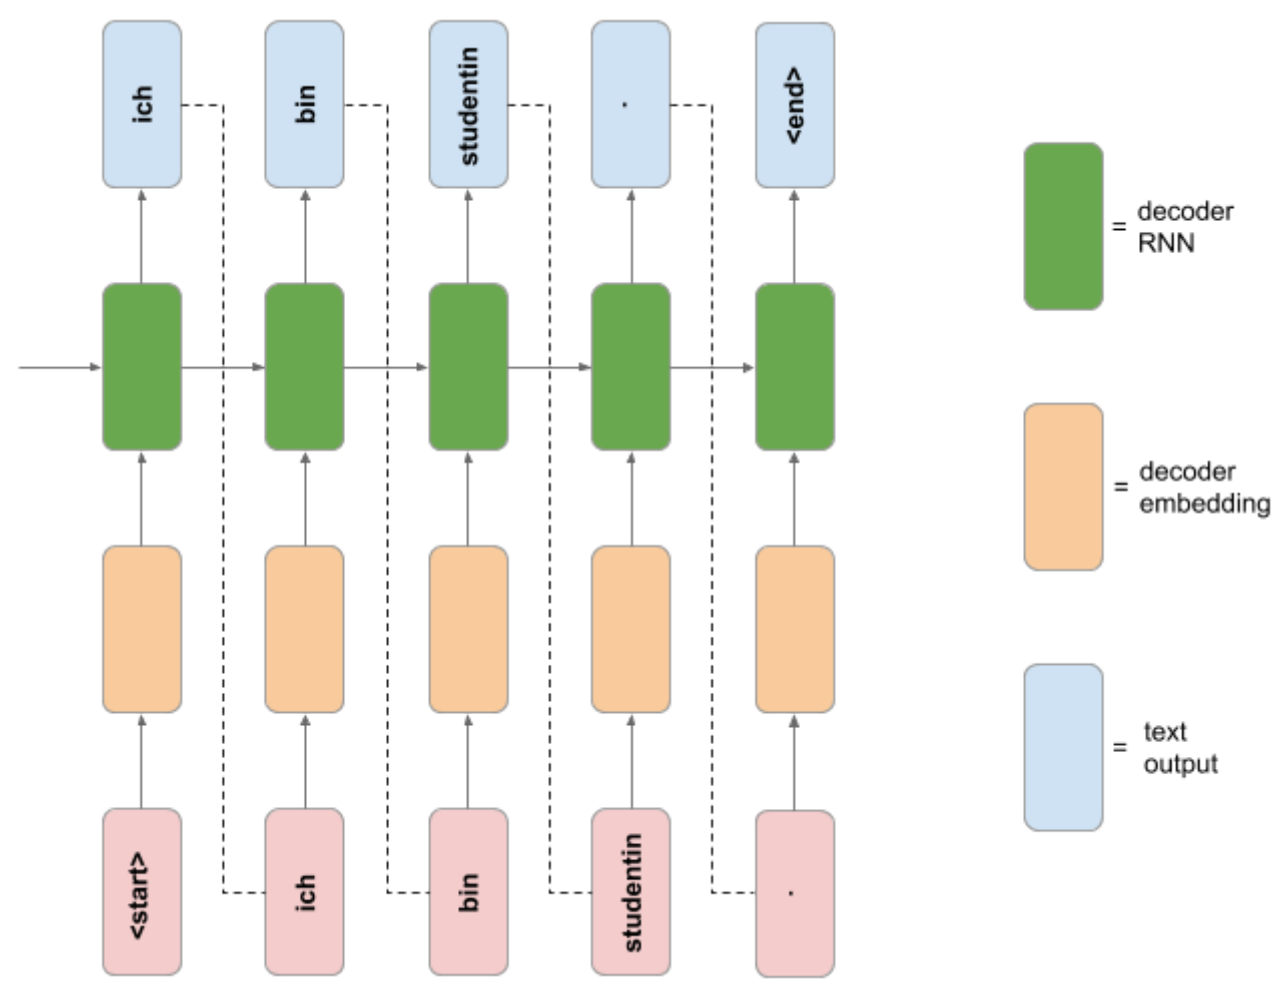 ich
bin
studentin
.
<end>
= decoder
RNN
= decoder
embedding
= text
output
<start>
ich
bin
studentin
.